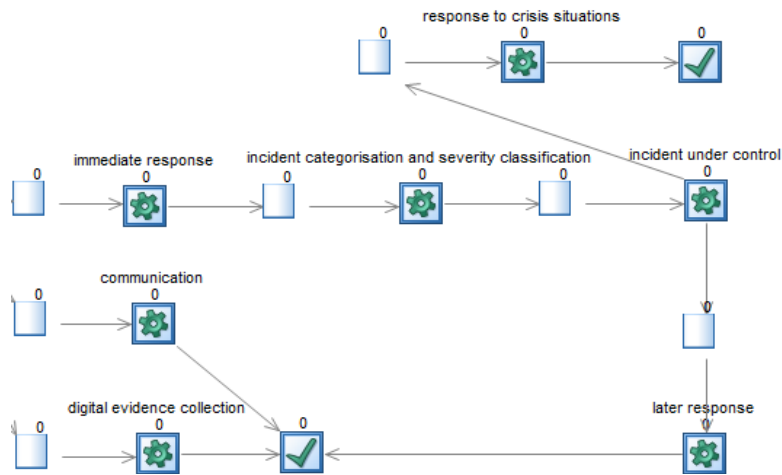 response to crisis situations
0 0 0
immediate response incident categorisation and severity classification incident under control
0 0 0 0 0 0
communication
0 0
0
digital evidence collection later response
0 0 0 0